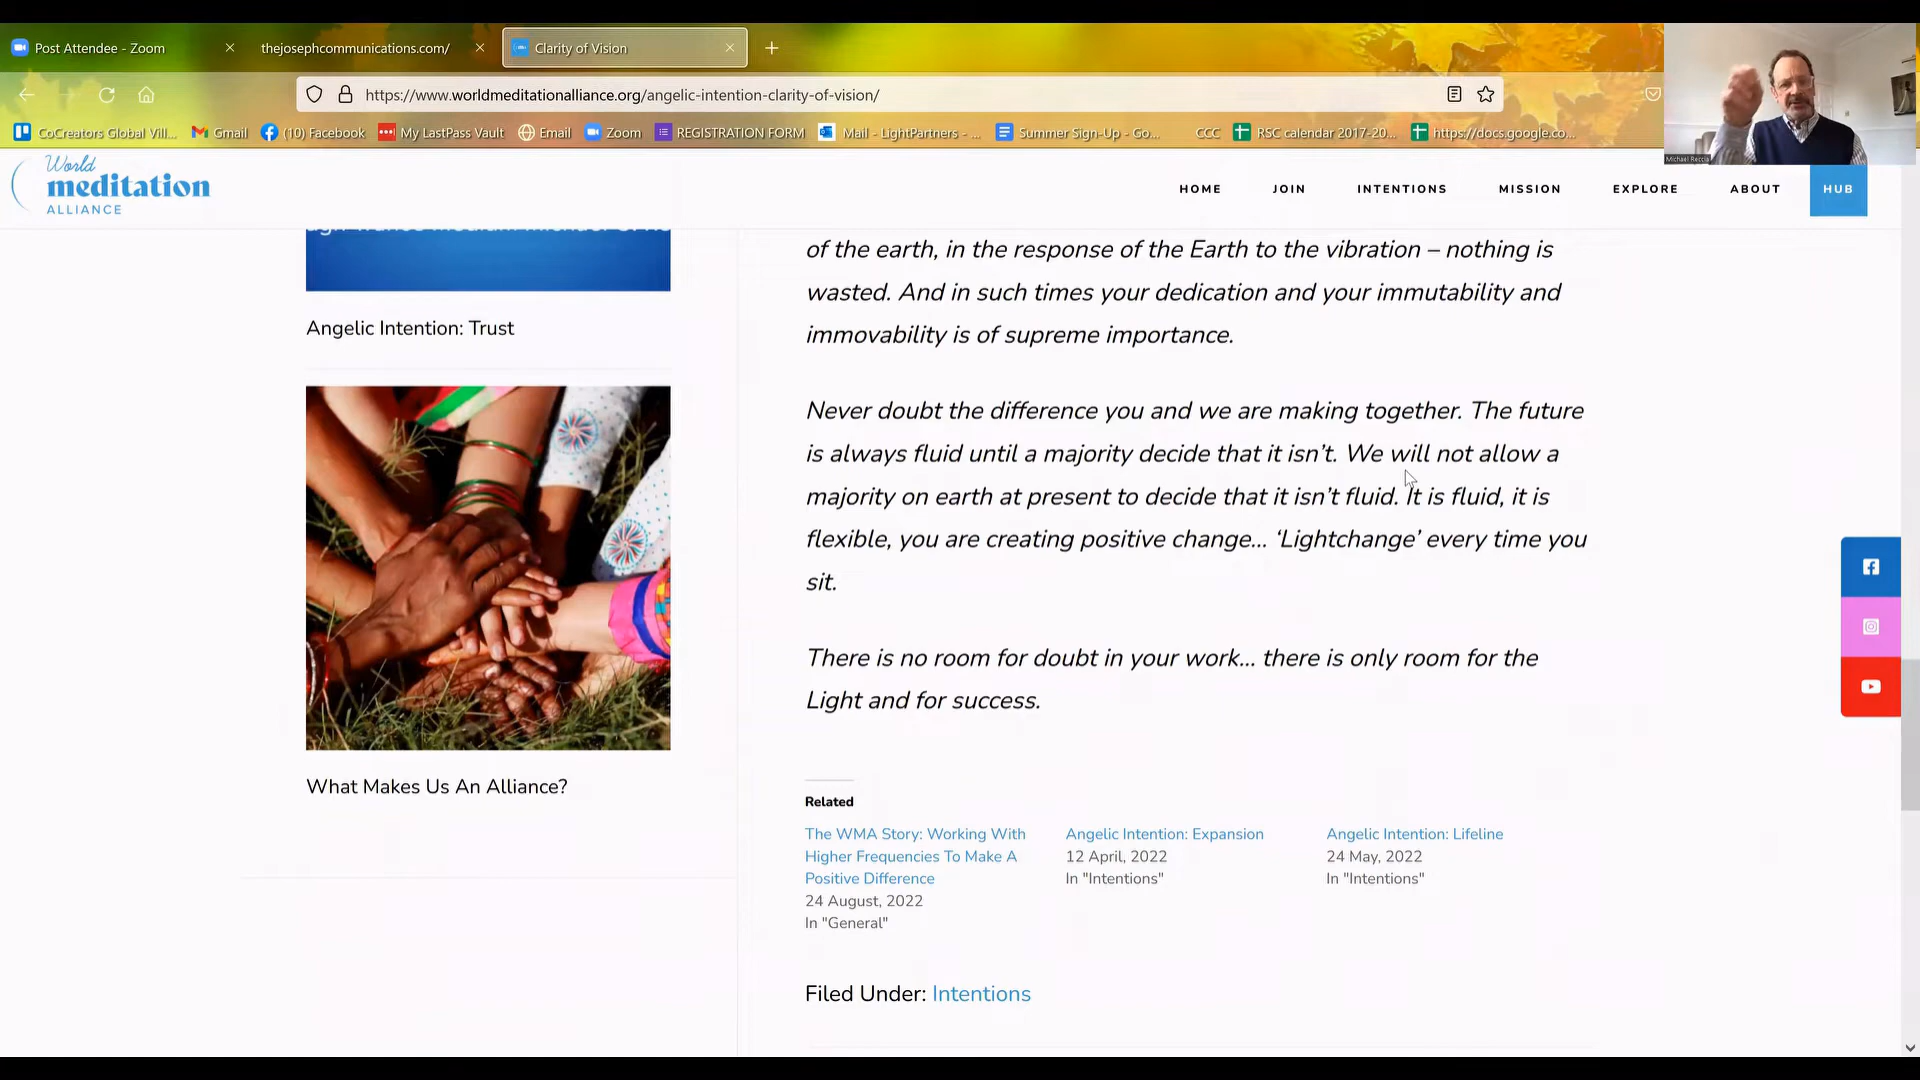 Post Attendee - Zoom
thejosephcommunications.com/
Clarity of Vision
https://www.worldmeditationalliance.org/angelic-intention-clarity-of-vision/
CoCreators Global Vill...
Gmail
(10) Facebook
My LastPass Vault
Email
Zoom
REGISTRATION FORM
Mail - LightPartners - ...
Summer Sign-Up - Go...
CCC
RSC calendar 2017-20...
https://docs.google.co...
Michael Reccia
World
meditation
ALLIANCE
HOME
JOIN
INTENTIONS
MISSION
EXPLORE
ABOUT
HUB
Angelic Intention: Trust
What Makes Us An Alliance?
of the earth, in the response of the Earth to the vibration – nothing is
wasted. And in such times your dedication and your immutability and
immovability is of supreme importance.
Never doubt the difference you and we are making together. The future
is always fluid until a majority decide that it isn’t. We will not allow a
majority on earth at present to decide that it isn’t fluid. It is fluid, it is
flexible, you are creating positive change… ‘Lightchange’ every time you
sit.
There is no room for doubt in your work… there is only room for the
Light and for success.
Related
The WMA Story: Working With
Higher Frequencies To Make A
Positive Difference
24 August, 2022
In "General"
Angelic Intention: Expansion
12 April, 2022
In "Intentions"
Angelic Intention: Lifeline
24 May, 2022
In "Intentions"
Filed Under: Intentions